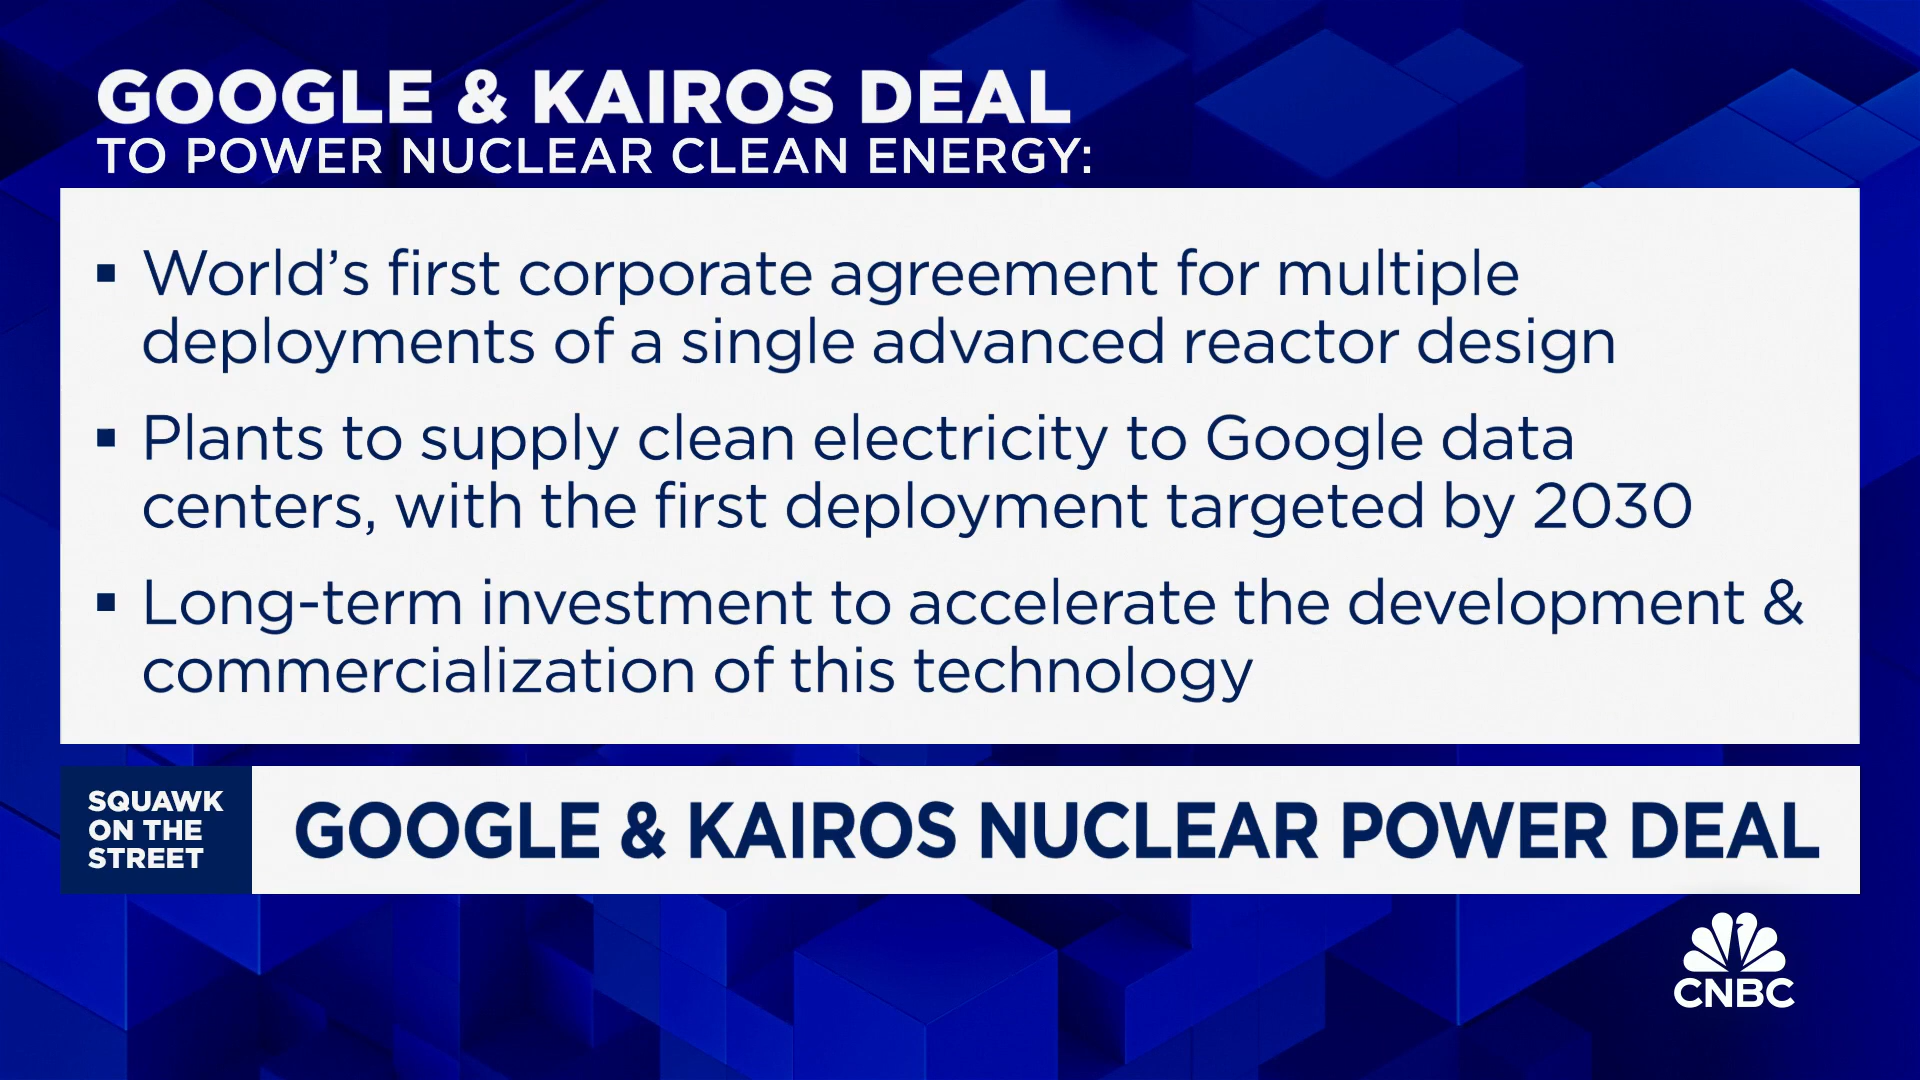 GOOGLE & KAIROS DEAL
TO POWER NUCLEAR CLEAN ENERGY:
▪ World’s first corporate agreement for multiple
deployments of a single advanced reactor design
▪ Plants to supply clean electricity to Google data
centers, with the first deployment targeted by 2030
▪ Long-term investment to accelerate the development &
commercialization of this technology
SQUAWK
ON THE
STREET
GOOGLE & KAIROS NUCLEAR POWER DEAL
CNBC